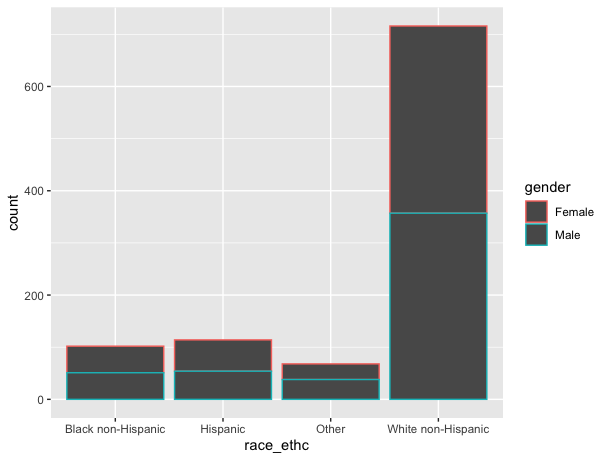 600
400
200
0
count
Black non-Hispanic
Hispanic
Other
White non-Hispanic
race_ethc
gender
Female
Male